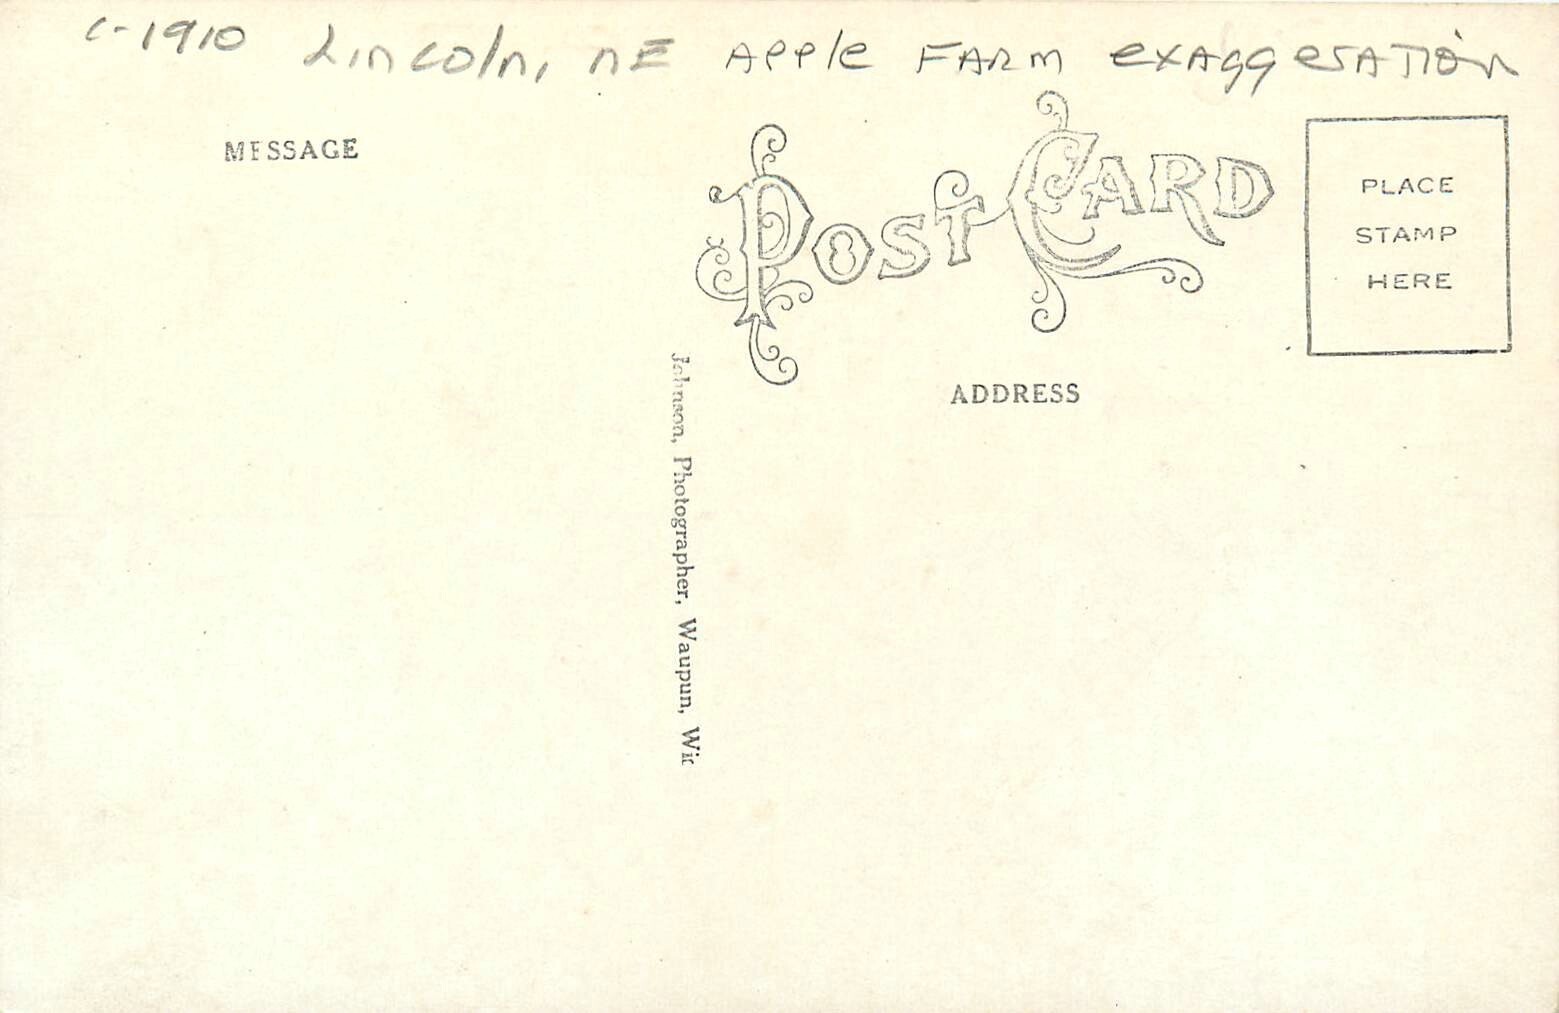 c-1910 Lincoln, NE Apple FARM exAggerATION
MESSAGE
POST CARD
PLACE
STAMP
HERE
ADDRESS
Johnson, Photographer, Waupun, Wis